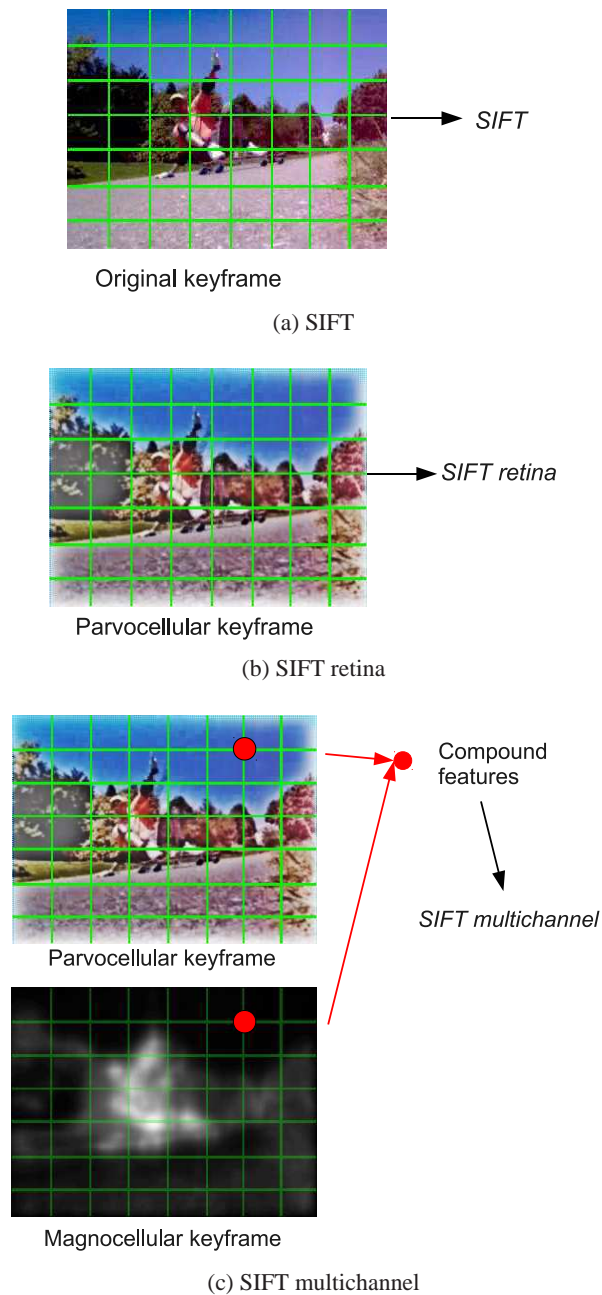 SIFT
Original keyframe
(a) SIFT
SIFT retina
Parvocellular keyframe
(b) SIFT retina
Compound
features
SIFT multichannel
Parvocellular keyframe
Magnocellular keyframe
(c) SIFT multichannel